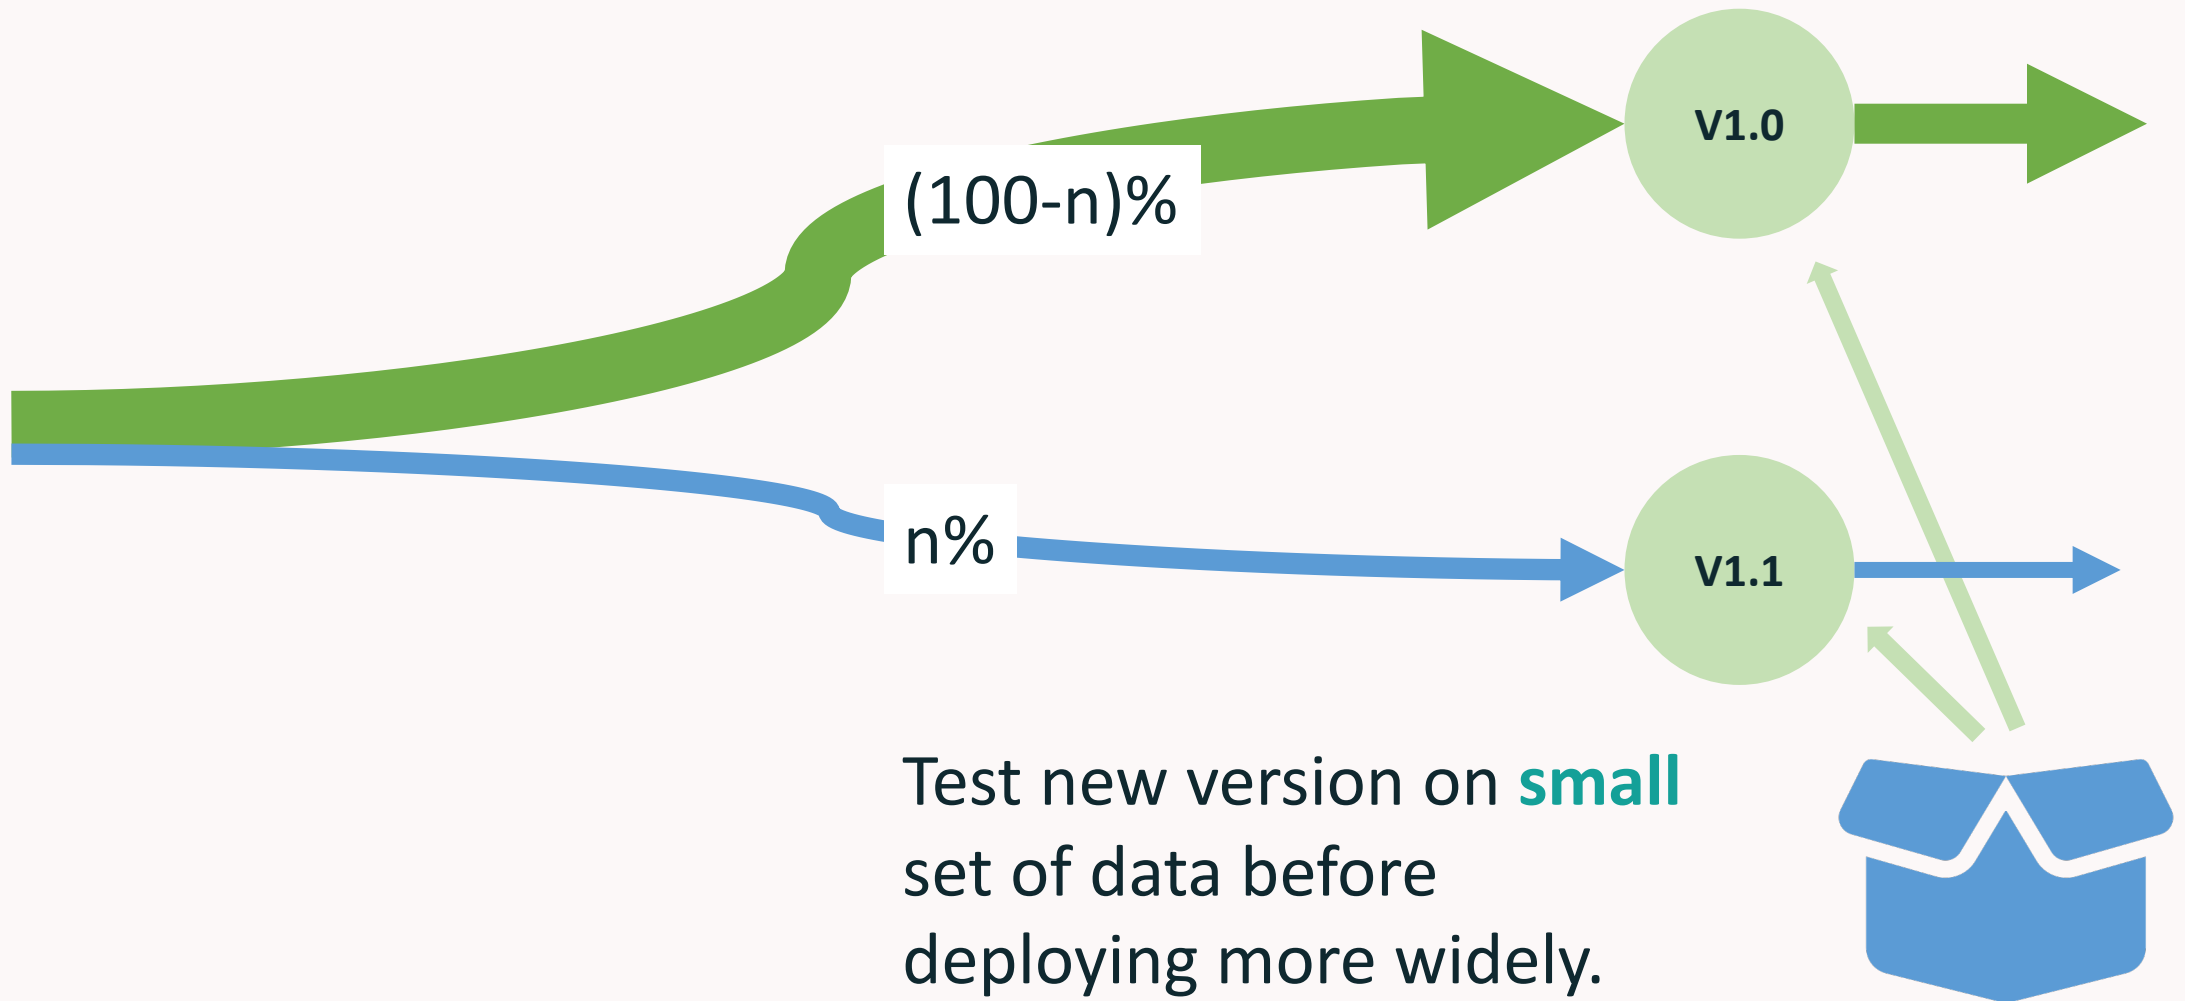 V1.0
(100-n)%
n%
V1.1
Test new version on small
set of data before
deploying more widely.